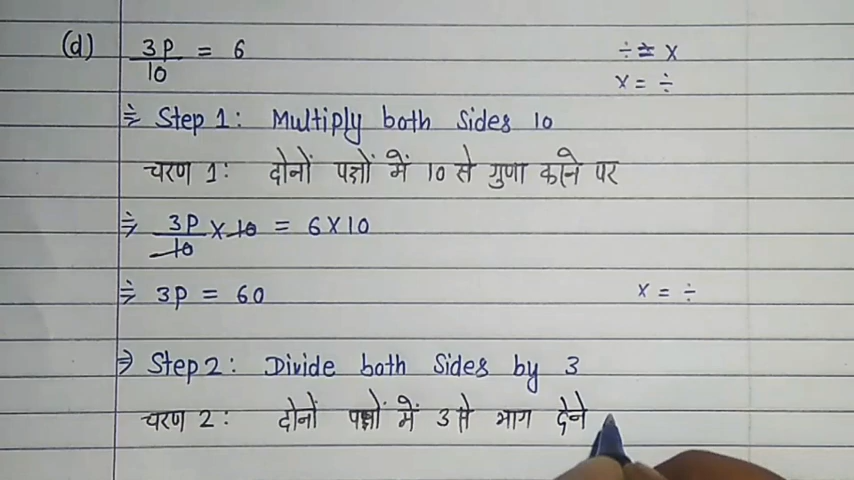 (d) 3P/10 = 6 ÷ = x
x = ÷
⇒ Step 1: Multiply both Sides 10
चरण 1: दोनों पक्षों में 10 से गुणा करने पर
⇒ 3P/10 x 10 = 6 X 10
⇒ 3P = 60 x = ÷
⇒ Step 2: Divide both Sides by 3
चरण 2: दोनों पक्षों में 3 से भाग देने